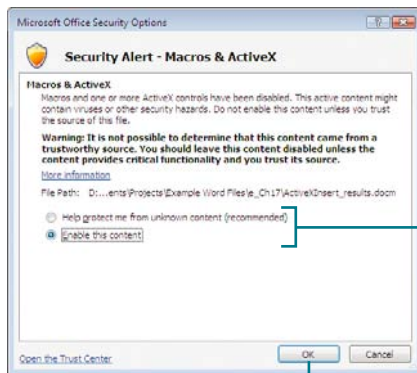 Microsoft Office Security Options
Security Alert - Macros & ActiveX
Macros & ActiveX
Macros and one or more ActiveX controls have been disabled. This active content might
contain viruses or other security hazards. Do not enable this content unless you trust
the source of this file.
Warning: It is not possible to determine that this content came from a
trustworthy source. You should leave this content disabled unless the
content provides critical functionality and you trust its source.
More information
File Path: D:...ents\Projects\Example Word Files\e_Ch17\ActiveXInsert_results.docm
Help protect me from unknown content (recommended)
Enable this content
Open the Trust Center
OK
Cancel